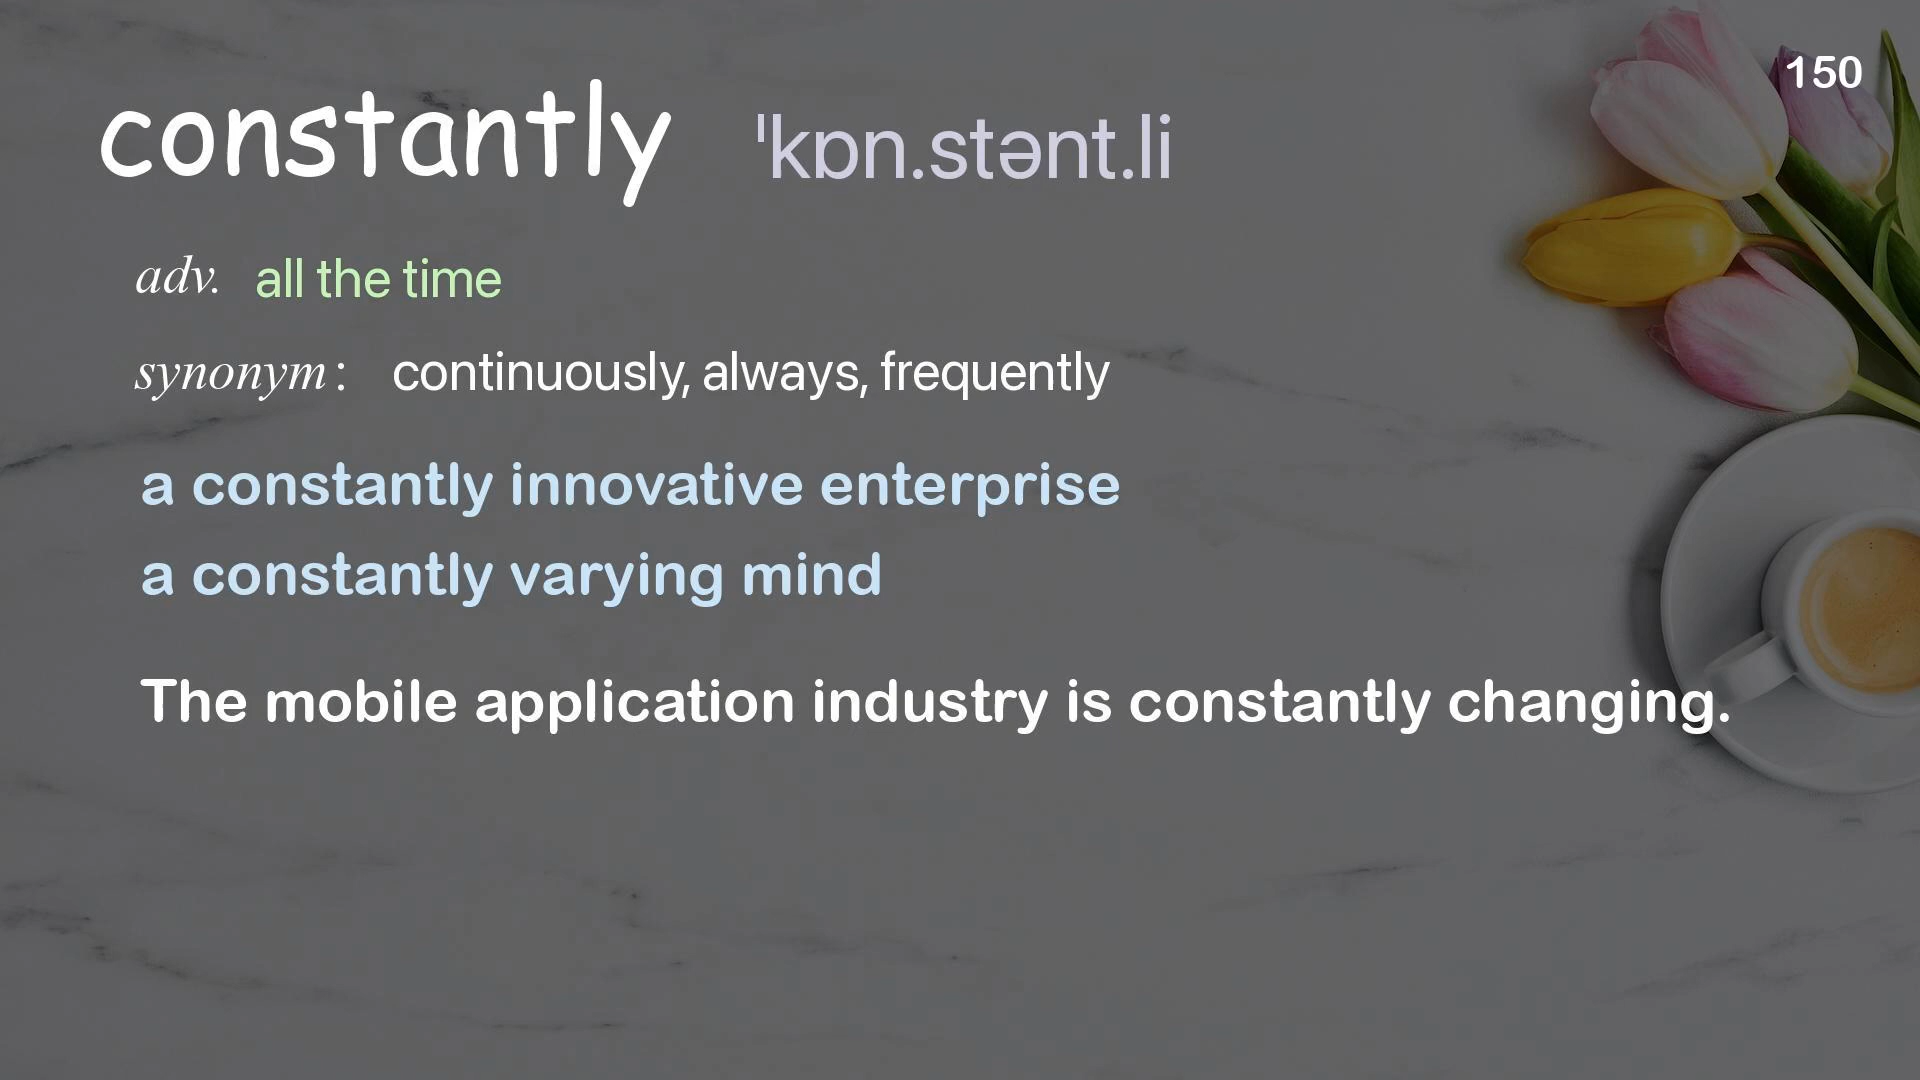 150
constantly ˈkɒn.stənt.li
adv. all the time
synonym: continuously, always, frequently
a constantly innovative enterprise
a constantly varying mind
The mobile application industry is constantly changing.